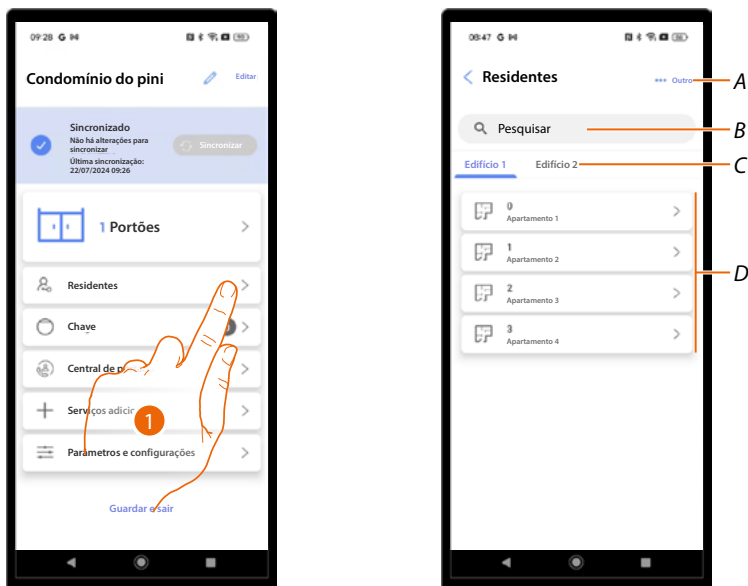 09:28 G
Condomínio do pini
Editar
Sincronizado
Não há alterações para
sincronizar
Última sincronização:
22/07/2024 09:26
Sincronizar
1 Portões
Residentes
Chave
Central de p
Serviços adic
1
Parametros e configurações
Guardar e sair
08:47 G
Residentes
Outro
A
Pesquisar
B
Edifício 1
Edifício 2
C
0
Apartamento 1
1
Apartamento 2
D
2
Apartamento 3
3
Apartamento 4